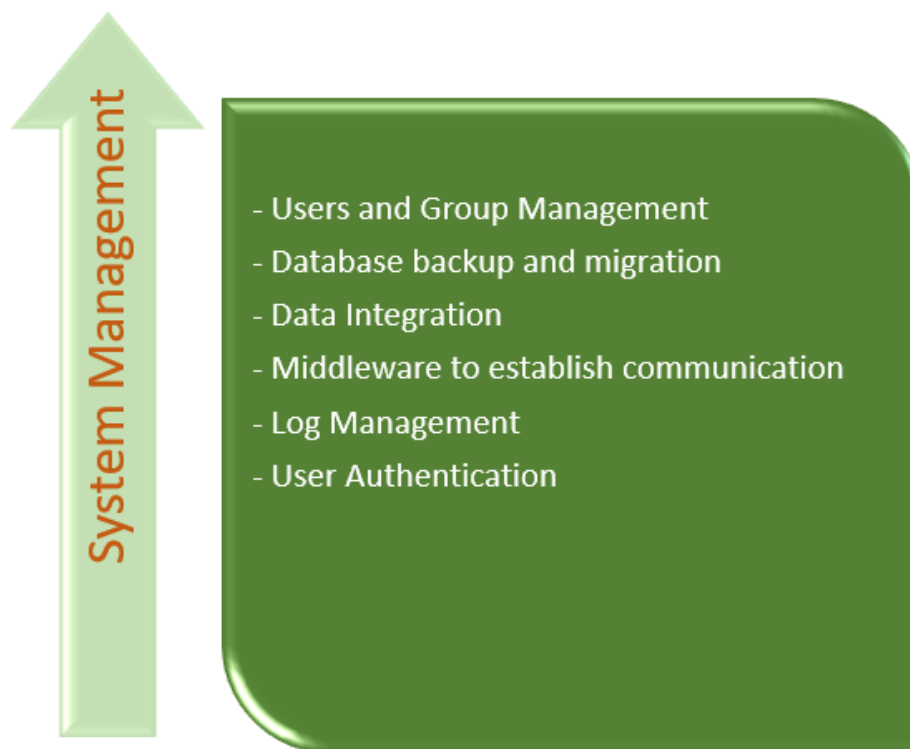 System Management
- Users and Group Management
- Database backup and migration
- Data Integration
- Middleware to establish communication
- Log Management
- User Authentication